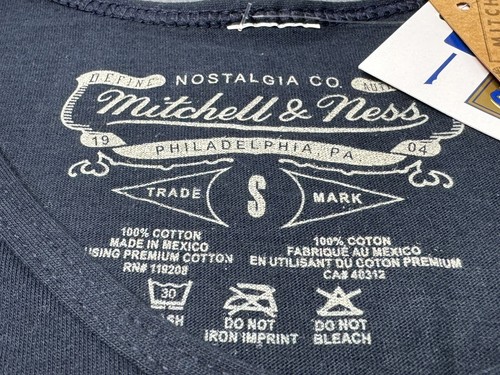 NOSTALGIA CO.
DEFINE
Mitchell & Ness
19 04
PHILADELPHIA, PA.
TRADE S MARK
100% COTTON
MADE IN MEXICO
USING PREMIUM COTTON
RN# 119208
100% COTON
FABRIQUÉ AU MEXICO
EN UTILISANT DU COTON PREMIUM
CA# 40312
30
DO NOT
IRON IMPRINT
DO NOT
BLEACH